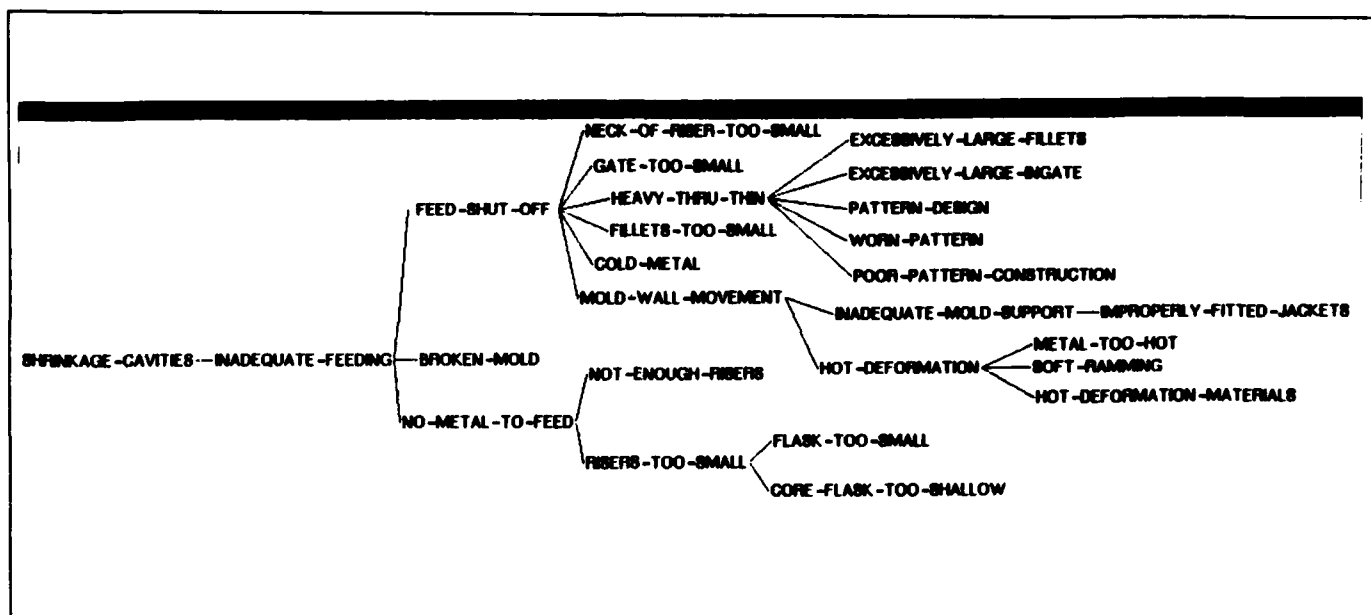 NECK-OF-RISER-TOO-SMALL
EXCESSIVELY-LARGE-FILLETS
GATE-TOO-SMALL
EXCESSIVELY-LARGE-INGATE
HEAVY-THRU-THIN
FEED-SHUT-OFF
PATTERN-DESIGN
FILLETS-TOO-SMALL
WORN-PATTERN
COLD-METAL
POOR-PATTERN-CONSTRUCTION
MOLD-WALL-MOVEMENT
INADEQUATE-MOLD-SUPPORT — IMPROPERLY-FITTED-JACKETS
METAL-TOO-HOT
SHRINKAGE-CAVITIES — INADEQUATE-FEEDING
BROKEN-MOLD
HOT-DEFORMATION
SOFT-RAMMING
NOT-ENOUGH-RISERS
HOT-DEFORMATION-MATERIALS
NO-METAL-TO-FEED
FLASK-TOO-SMALL
RISERS-TOO-SMALL
CORE-FLASK-TOO-SHALLOW